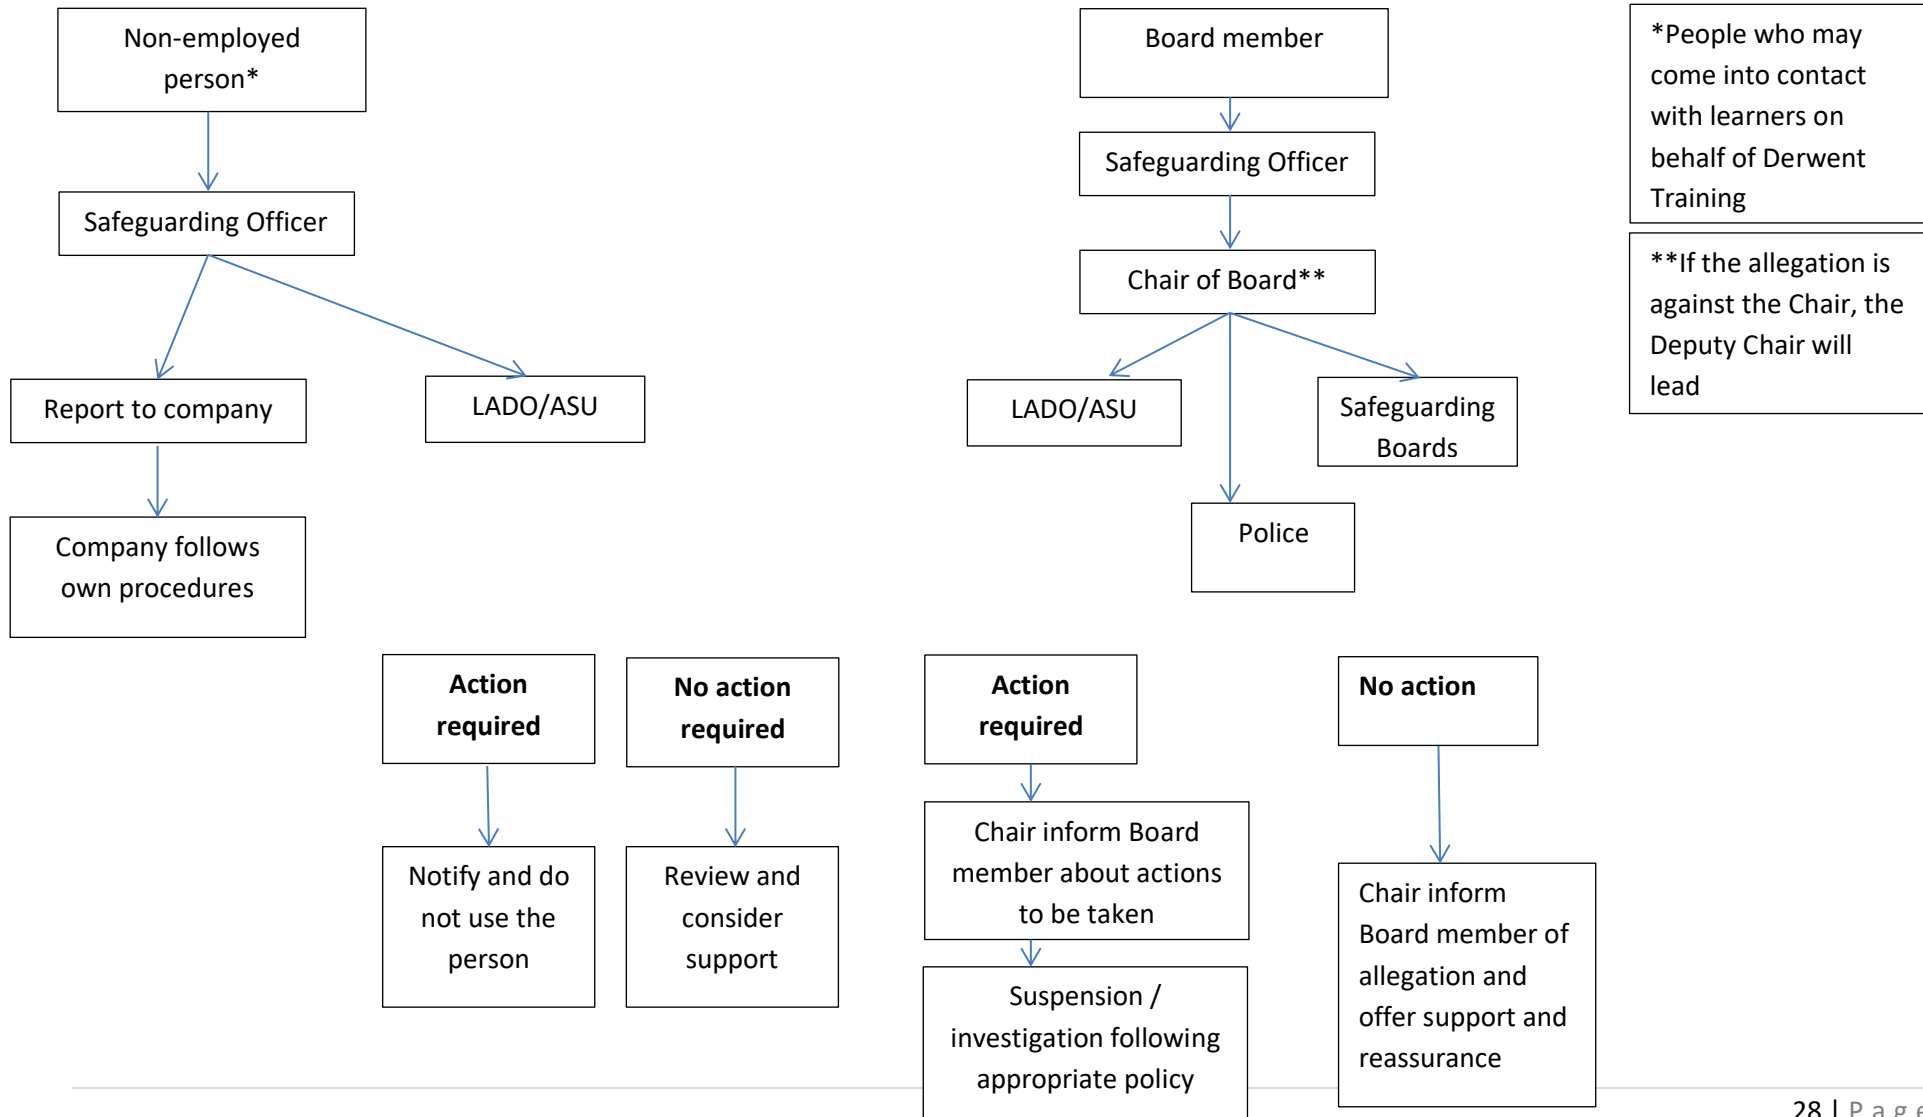 Non-employed
person*
Safeguarding Officer
Report to company
LADO/ASU
Company follows
own procedures
Board member
Safeguarding Officer
Chair of Board**
LADO/ASU
Safeguarding
Boards
Police
*People who may
come into contact
with learners on
behalf of Derwent
Training
**If the allegation is
against the Chair, the
Deputy Chair will
lead
Action
required
Notify and do
not use the
person
No action
required
Review and
consider
support
Action
required
Chair inform Board
member about actions
to be taken
Suspension /
investigation following
appropriate policy
No action
Chair inform
Board member of
allegation and
offer support and
reassurance
28 | P a g e